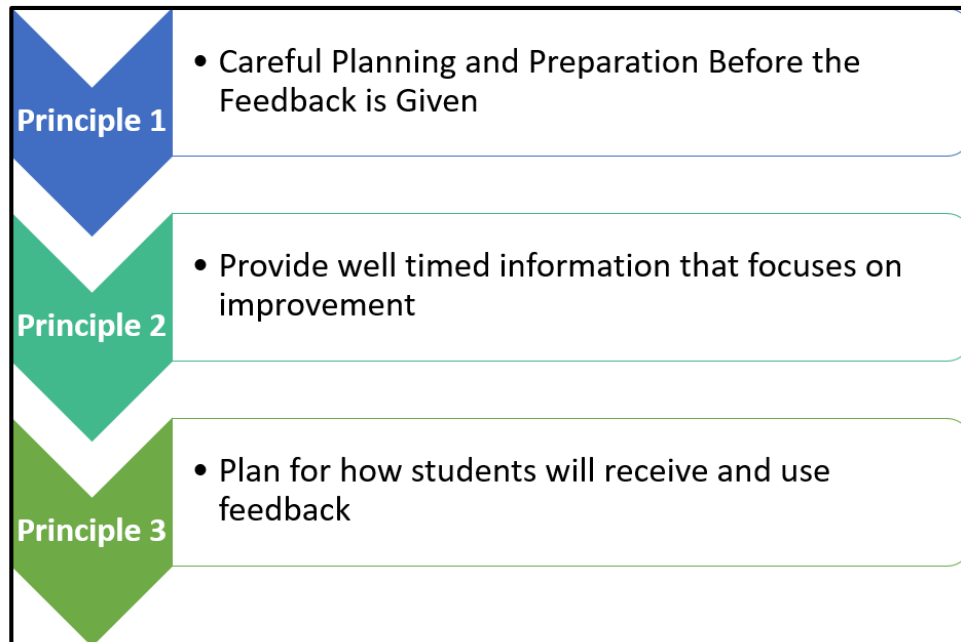 Principle 1
• Careful Planning and Preparation Before the
Feedback is Given
Principle 2
• Provide well timed information that focuses on
improvement
Principle 3
• Plan for how students will receive and use
feedback